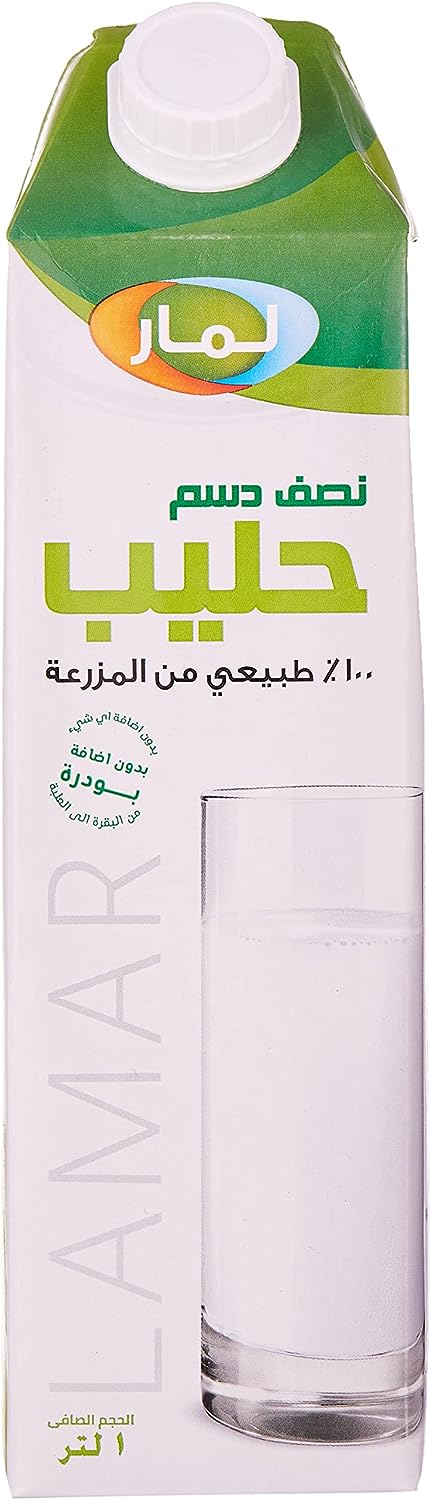 لمار
نصف دسم
حليب
١٠٠٪ طبيعي من المزرعة
بدون اضافة اي شيء
بدون اضافة
بودرة
من البقرة الى العلبة
LAMAR
الحجم الصافى
١ لتر